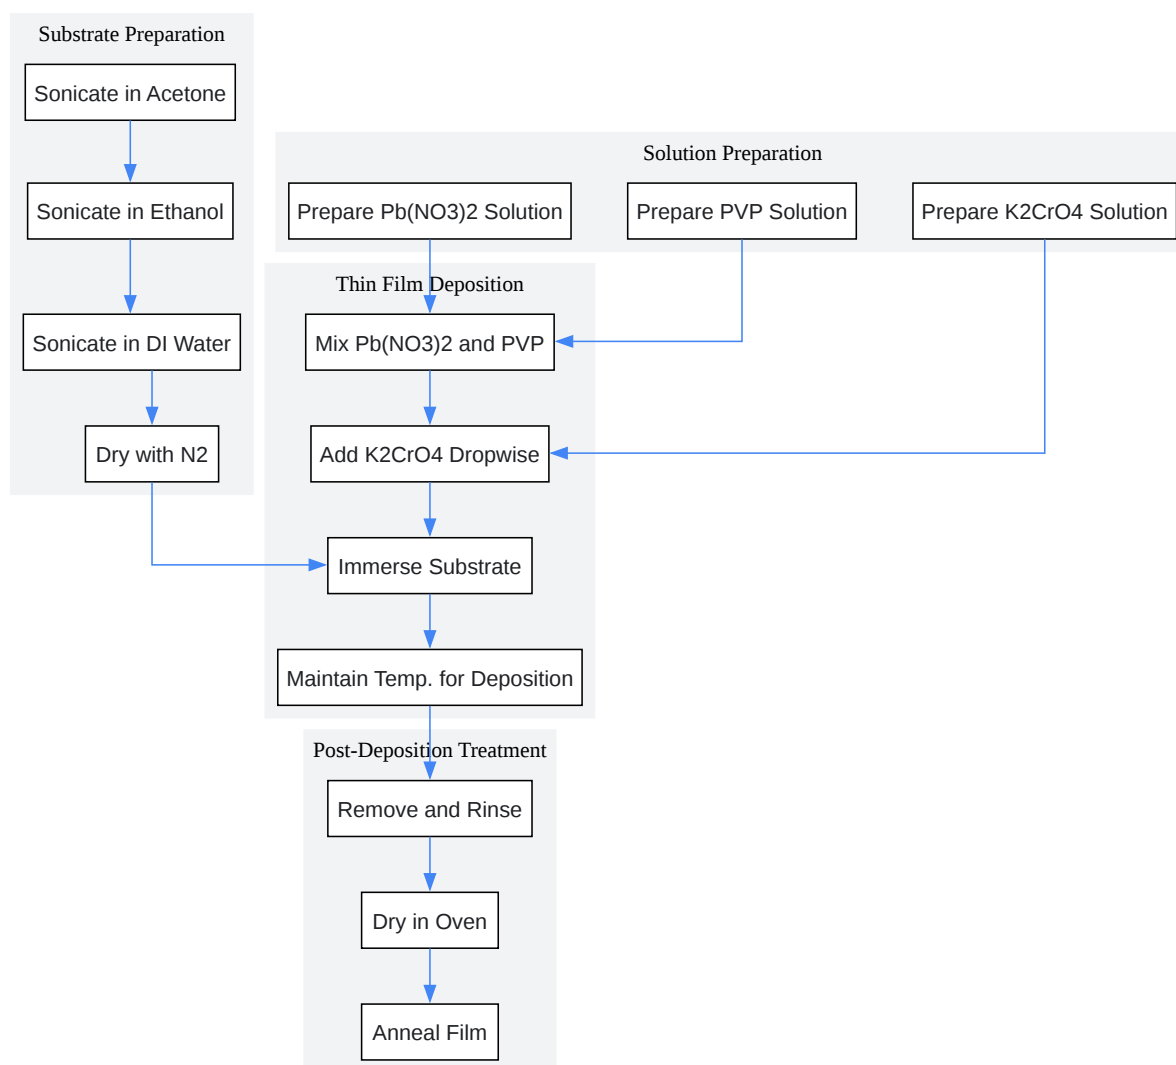 Substrate Preparation
Sonicate in Acetone
Sonicate in Ethanol
Sonicate in DI Water
Dry with N2
Solution Preparation
Prepare Pb(NO3)2 Solution
Prepare PVP Solution
Prepare K2CrO4 Solution
Thin Film Deposition
Mix Pb(NO3)2 and PVP
Add K2CrO4 Dropwise
Immerse Substrate
Maintain Temp. for Deposition
Post-Deposition Treatment
Remove and Rinse
Dry in Oven
Anneal Film